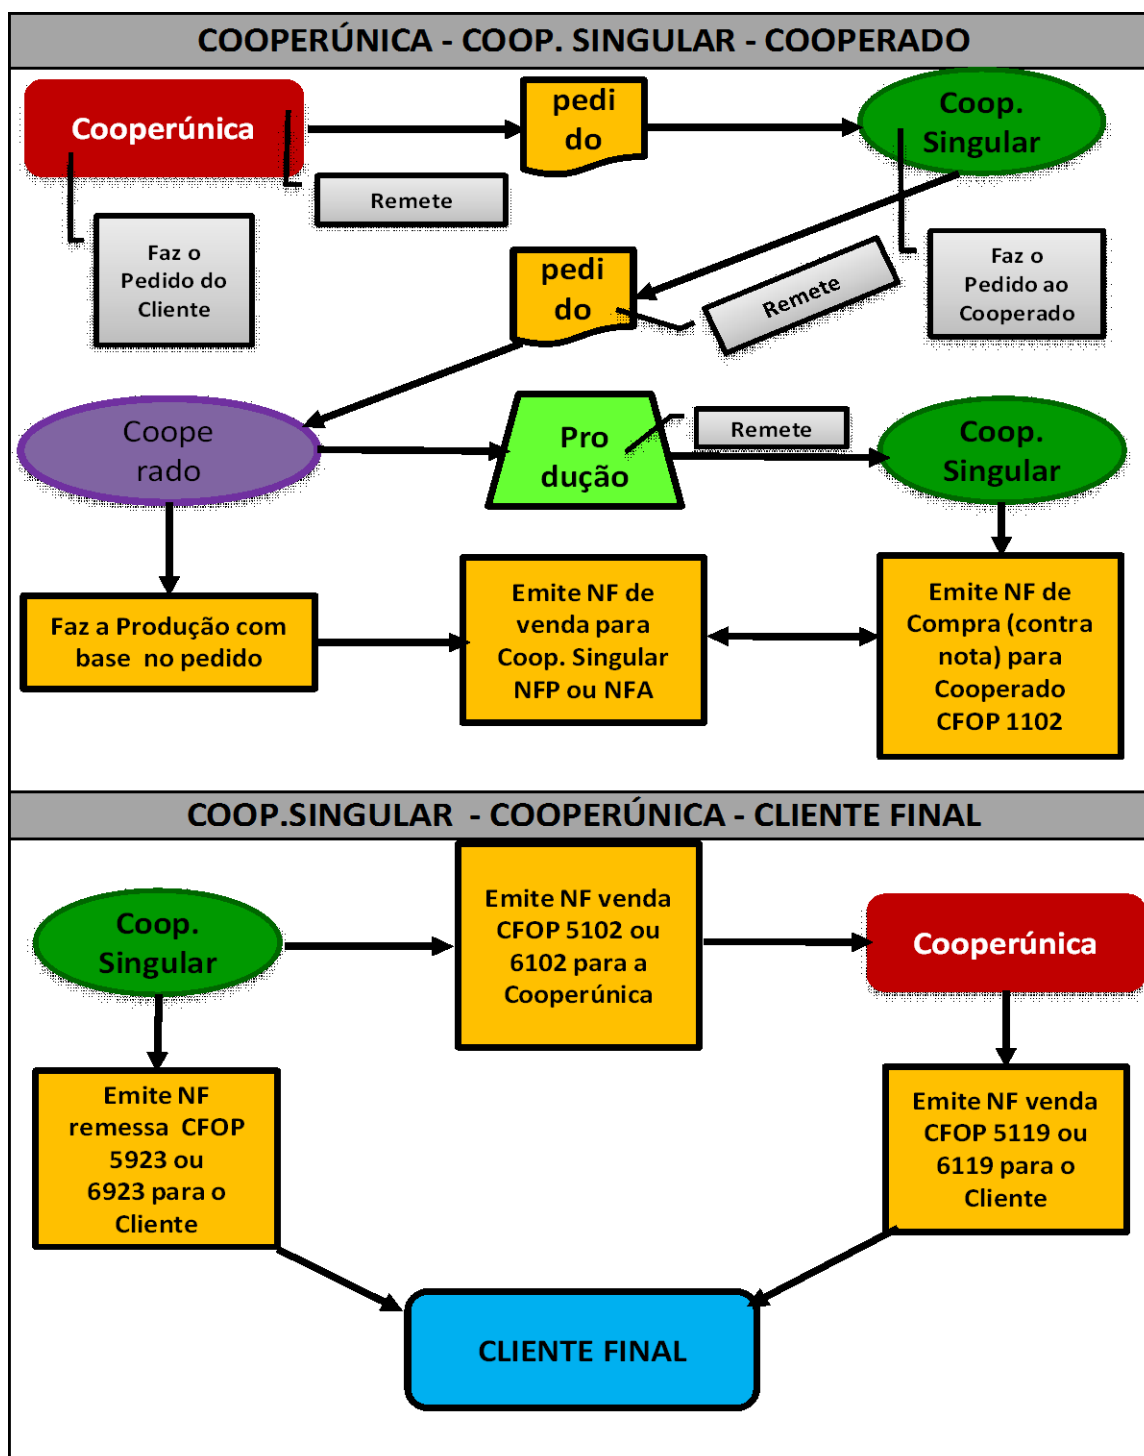 COOPERÚNICA - COOP. SINGULAR - COOPERADO
Cooperúnica
pedi
do
Coop.
Singular
Remete
Faz o
Pedido do
Cliente
pedi
do
Remete
Faz o
Pedido ao
Cooperado
Coope
rado
Pro
dução
Remete
Coop.
Singular
Faz a Produção com
base no pedido
Emite NF de
venda para
Coop. Singular
NFP ou NFA
Emite NF de
Compra (contra
nota) para
Cooperado
CFOP 1102
COOP.SINGULAR - COOPERÚNICA - CLIENTE FINAL
Coop.
Singular
Emite NF venda
CFOP 5102 ou
6102 para a
Cooperúnica
Cooperúnica
Emite NF
remessa CFOP
5923 ou
6923 para o
Cliente
Emite NF venda
CFOP 5119 ou
6119 para o
Cliente
CLIENTE FINAL